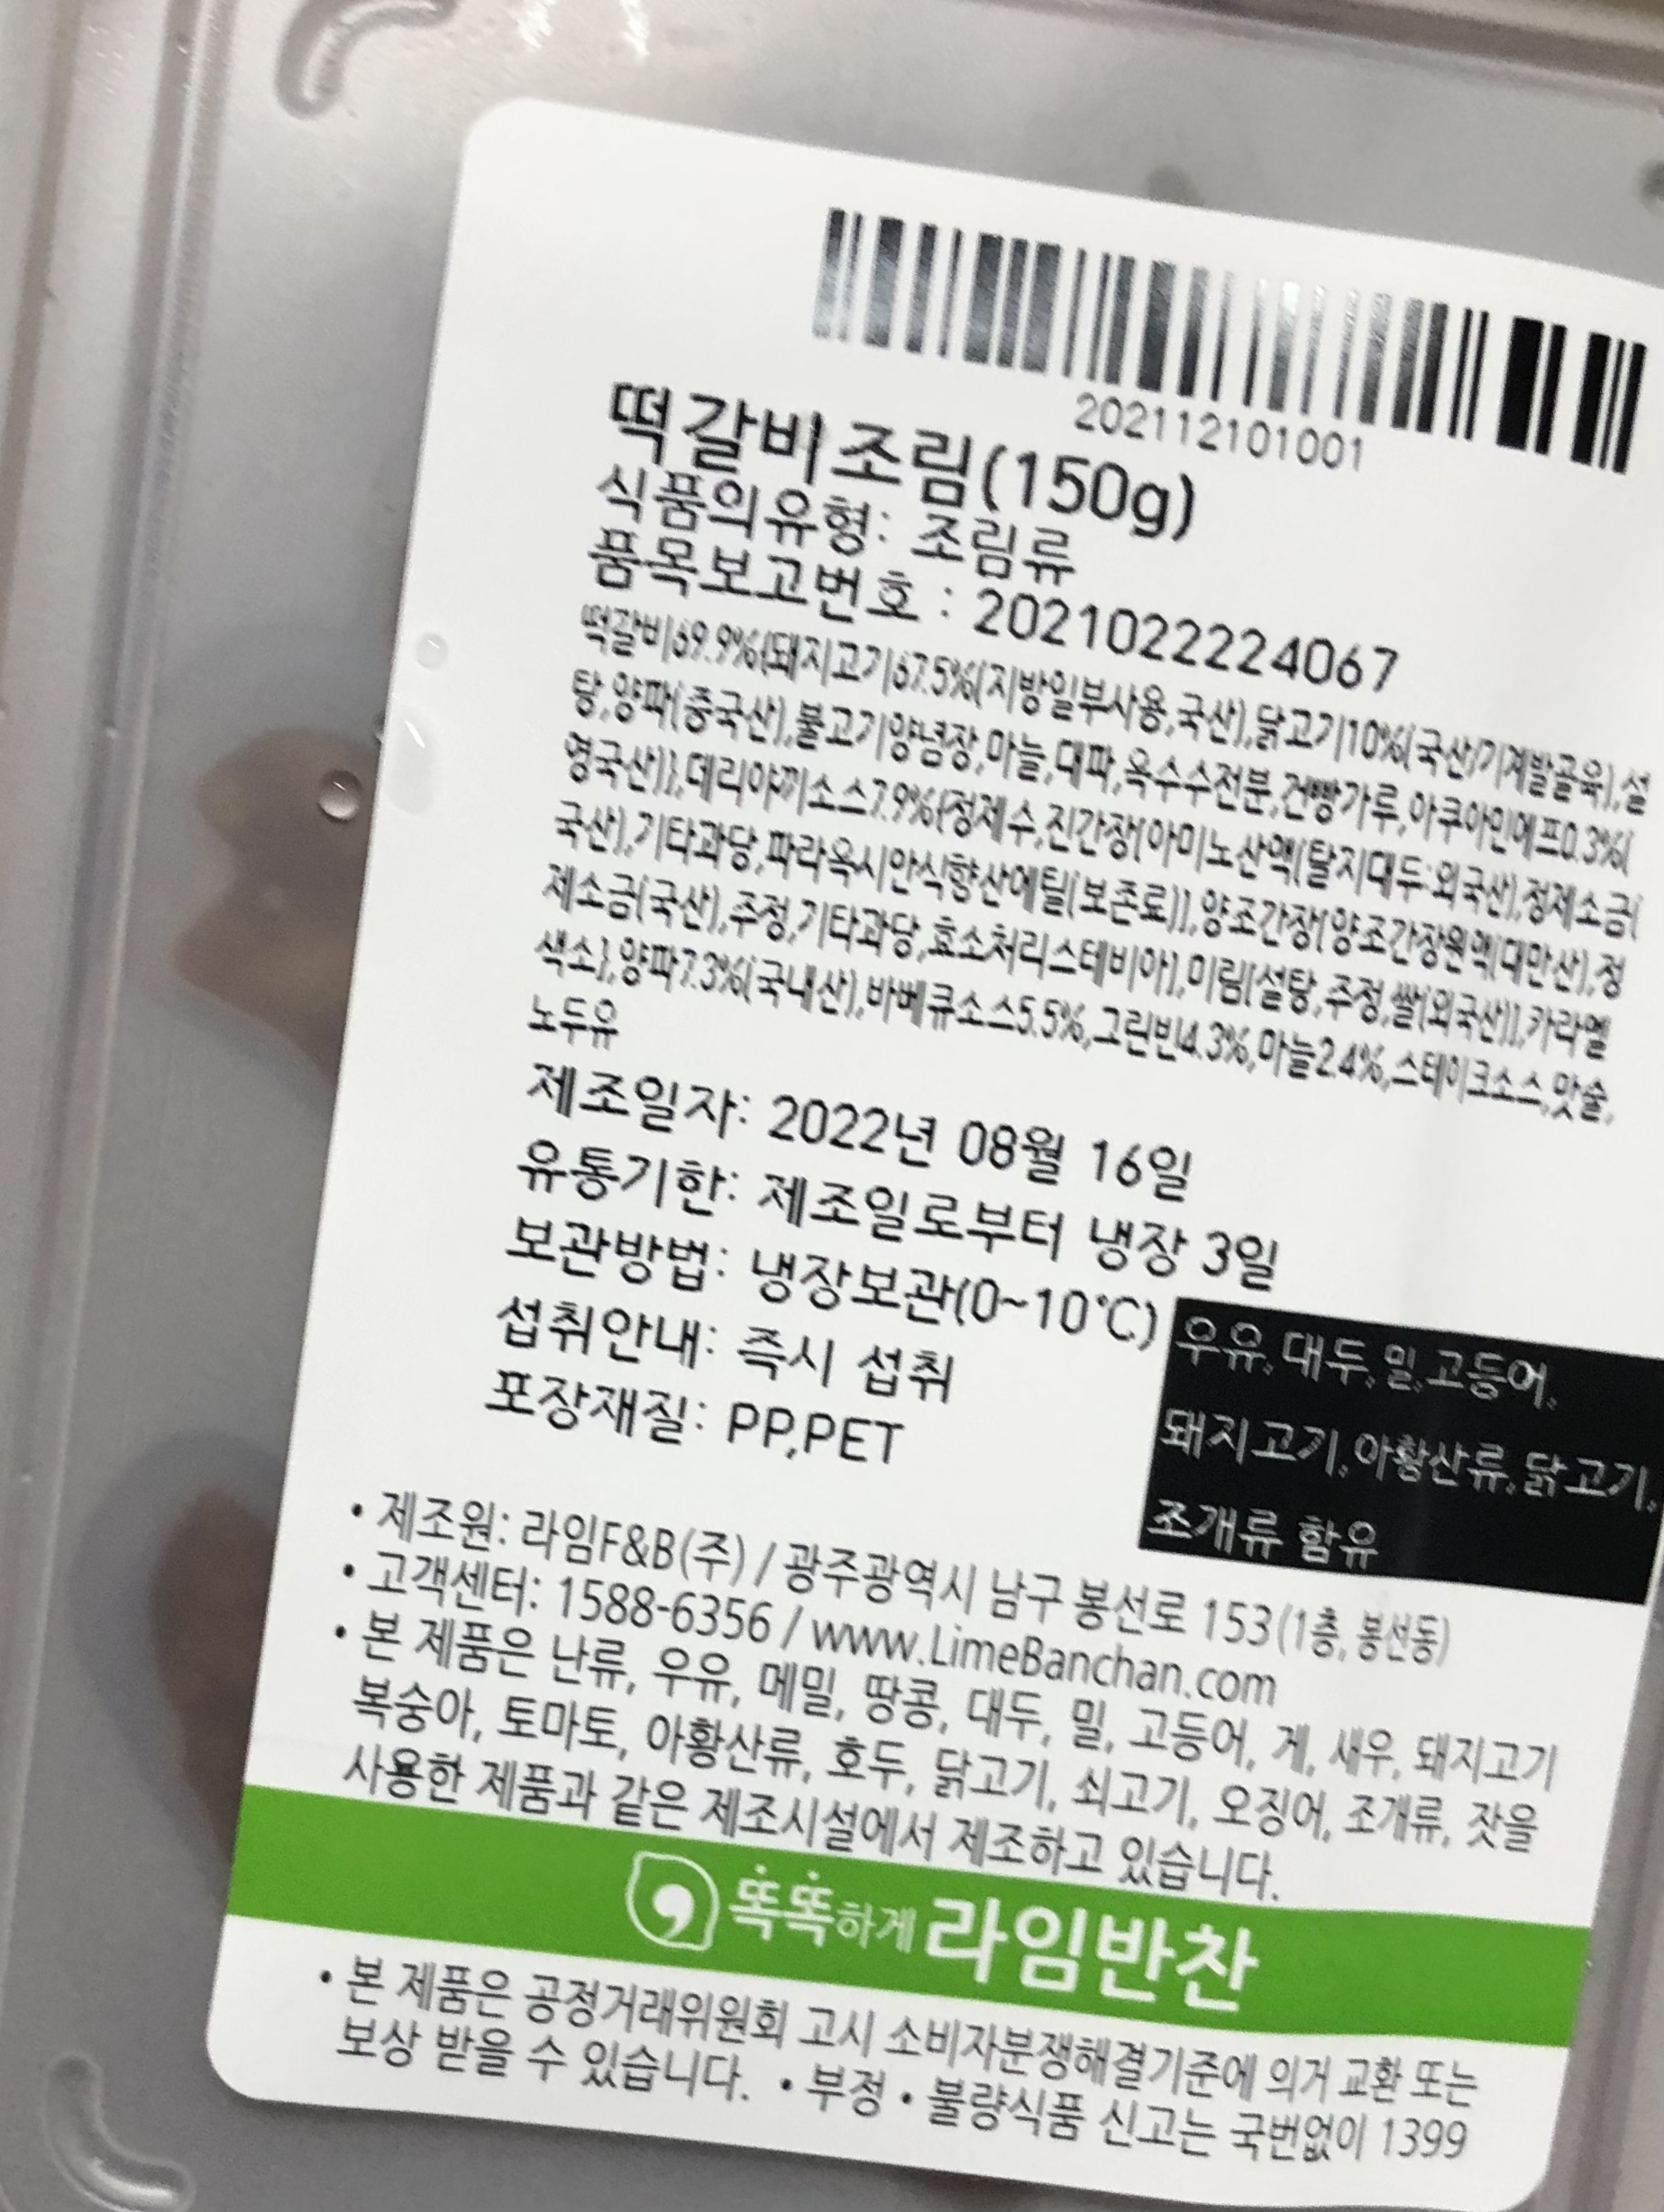 202112101001
떡갈비조림(150g)
식품의유형: 조림류
품목보고번호 : 2021022224067
떡갈비69.9%{돼지고기67.5%(지방일부사용,국산),닭고기10%(국산/기계발골육),설
탕,양파(중국산),불고기양념장,마늘,대파,옥수수전분,건빵가루,아쿠아민에프0.3%(
영국산)},데리야끼소스7.9%{정제수,진간장[아미노산액(탈지대두:외국산),정제소금(
국산),기타과당,파라옥시안식향산에틸(보존료)],양조간장[양조간장원액(대만산),정
제소금(국산),주정,기타과당,효소처리스테비아],미림[설탕,주정,쌀(외국산)],카라멜
색소},양파7.3%(국내산),바베큐소스5.5%,그린빈4.3%,마늘2.4%,스테이크소스,맛술,
노두유
제조일자: 2022년 08월 16일
유통기한: 제조일로부터 냉장 3일
보관방법: 냉장보관(0~10℃)
섭취안내: 즉시 섭취
포장재질: PP,PET
우유,대두,밀,고등어,
돼지고기,아황산류,닭고기,
조개류 함유
• 제조원: 라임F&B(주) / 광주광역시 남구 봉선로 153(1층, 봉선동)
• 고객센터: 1588-6356 / www.LimeBanchan.com
• 본 제품은 난류, 우유, 메밀, 땅콩, 대두, 밀, 고등어, 게, 새우, 돼지고기
복숭아, 토마토, 아황산류, 호두, 닭고기, 쇠고기, 오징어, 조개류, 잣을
사용한 제품과 같은 제조시설에서 제조하고 있습니다.
똑똑하게 라임반찬
• 본 제품은 공정거래위원회 고시 소비자분쟁해결기준에 의거 교환 또는
보상 받을 수 있습니다. • 부정 • 불량식품 신고는 국번없이 1399